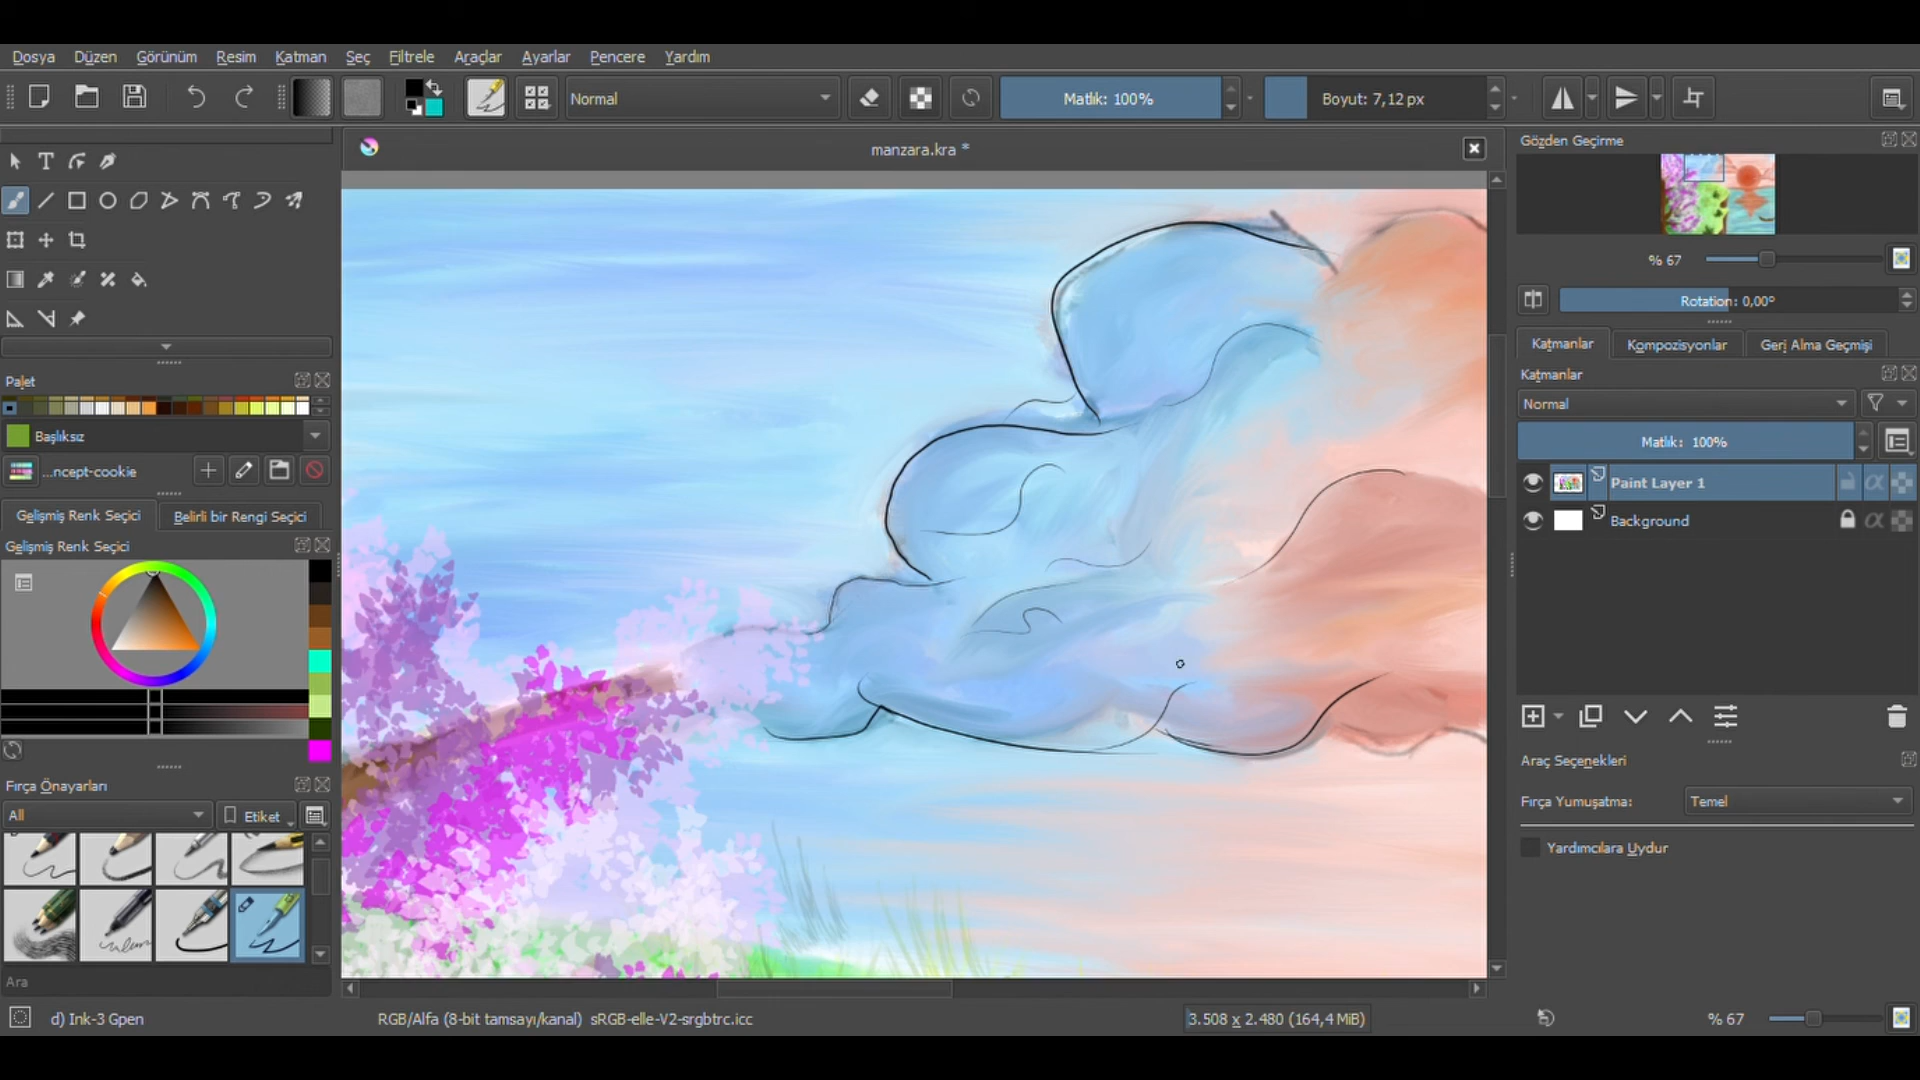 Dosya Düzen Görünüm Resim Katman Seç Filtrele Araçlar Ayarlar Pencere Yardım
Normal Matlık: 100% Boyut: 7,12 px
manzara.kra *
Gözden Geçirme
% 67
Rotation: 0,00°
Katmanlar Kompozisyonlar Geri Alma Geçmişi
Katmanlar
Normal
Matlık: 100%
Paint Layer 1
Background
Araç Seçenekleri
Fırça Yumuşatma: Temel
Yardımcılara Uydur
Palet
Başlıksız
...ncept-cookie
Gelişmiş Renk Seçici Belirli bir Rengi Seçici
Gelişmiş Renk Seçici
Fırça Önayarları
All Etiket
Ara
d) Ink-3 Gpen RGB/Alfa (8-bit tamsayı/kanal) sRGB-elle-V2-srgbtrc.icc 3.508 x 2.480 (164,4 MiB) % 67